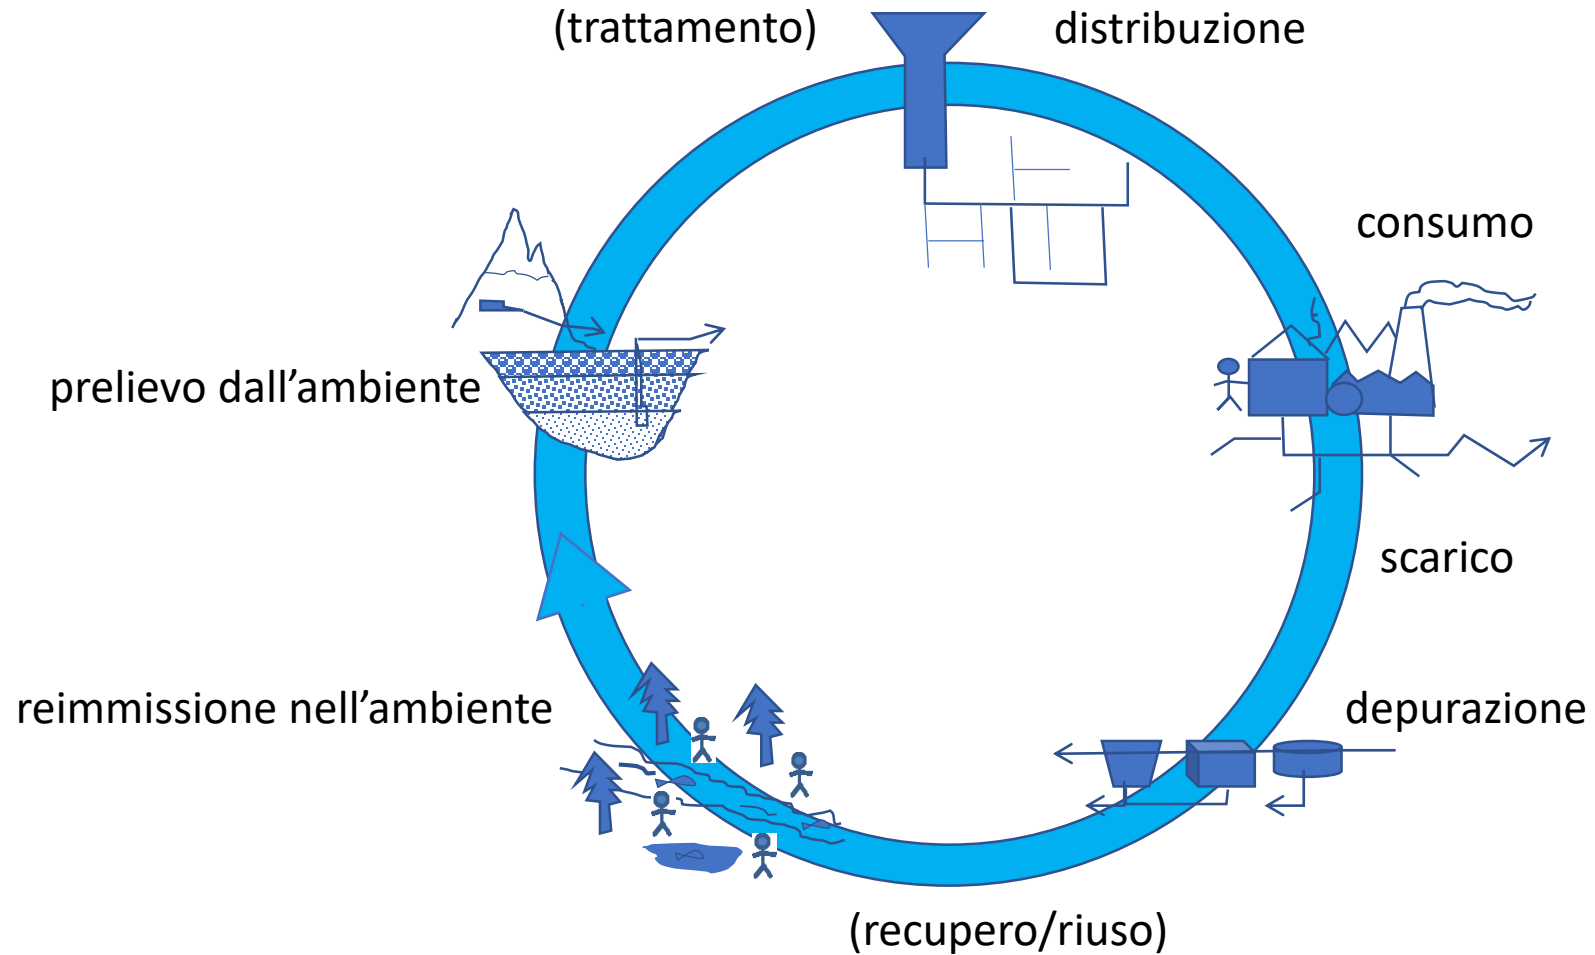 (trattamento)
distribuzione
consumo
prelievo dall’ambiente
scarico
reimmissione nell’ambiente
depurazione
(recupero/riuso)